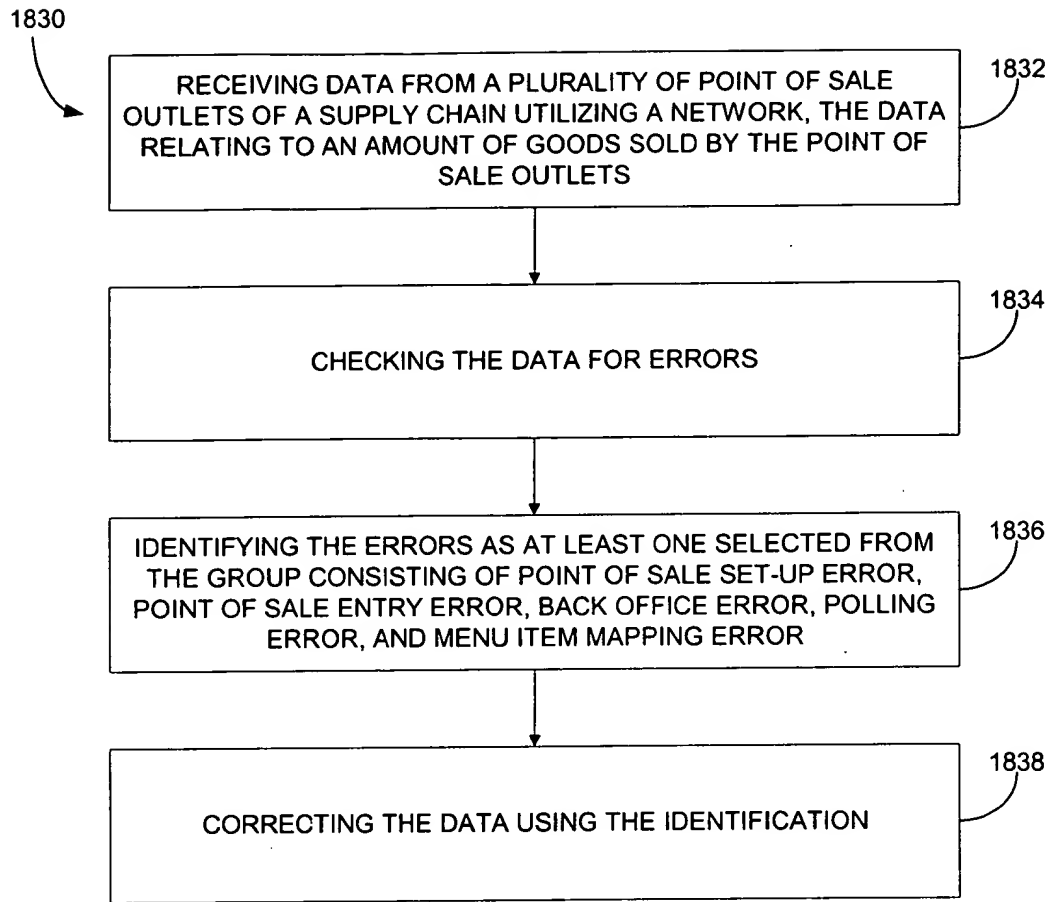 1830
RECEIVING DATA FROM A PLURALITY OF POINT OF SALE
OUTLETS OF A SUPPLY CHAIN UTILIZING A NETWORK, THE DATA
RELATING TO AN AMOUNT OF GOODS SOLD BY THE POINT OF
SALE OUTLETS
1832
CHECKING THE DATA FOR ERRORS
1834
IDENTIFYING THE ERRORS AS AT LEAST ONE SELECTED FROM
THE GROUP CONSISTING OF POINT OF SALE SET-UP ERROR,
POINT OF SALE ENTRY ERROR, BACK OFFICE ERROR, POLLING
ERROR, AND MENU ITEM MAPPING ERROR
1836
CORRECTING THE DATA USING THE IDENTIFICATION
1838